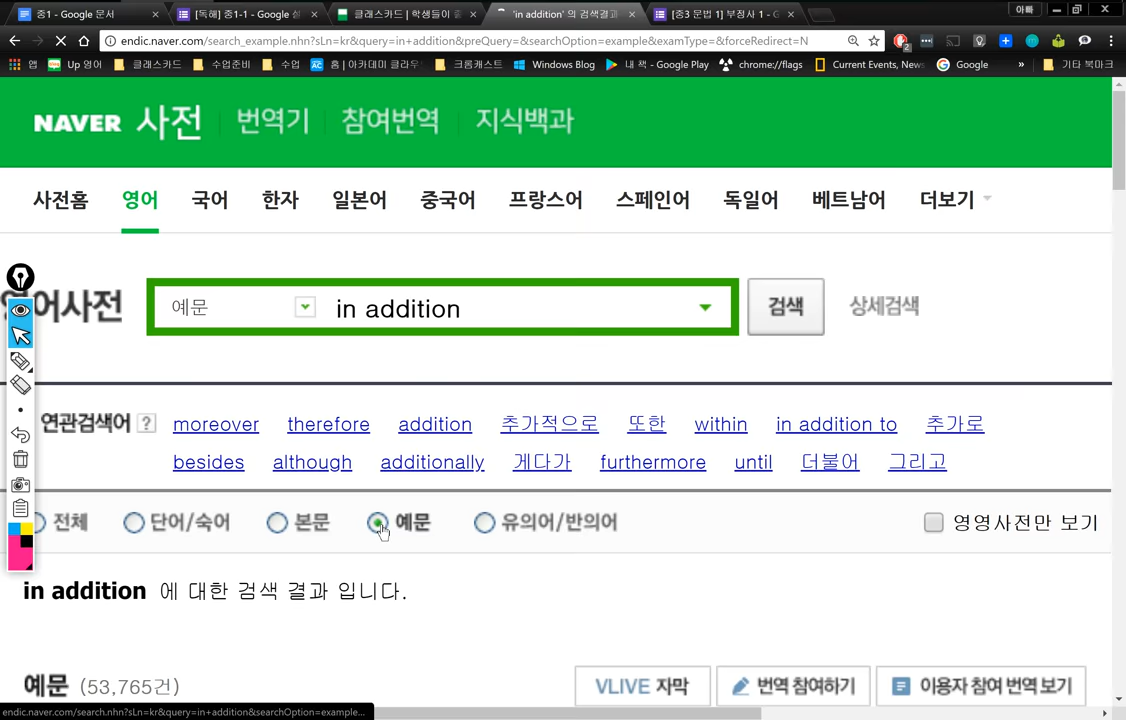 중1 - Google 문서
[독해] 중1-1 - Google 설
클래스카드 | 학생들이 좋
'in addition' 의 검색결과
[중3 문법 1] 부정사 1 - G
아빠
endic.naver.com/search_example.nhn?sLn=kr&query=in+addition&preQuery=&searchOption=example&examType=&forceRedirect=N
앱 Up 영어 클래스카드 수업준비 수업 홈 | 아카데미 클라우 크롬캐스트 Windows Blog 내 책 - Google Play chrome://flags Current Events, News Google » 기타 북마크
NAVER 사전 번역기 참여번역 지식백과
사전홈 영어 국어 한자 일본어 중국어 프랑스어 스페인어 독일어 베트남어 더보기
어사전 예문 in addition 검색 상세검색
연관검색어 ? moreover therefore addition 추가적으로 또한 within in addition to 추가로
besides although additionally 게다가 furthermore until 더불어 그리고
전체 단어/숙어 본문 예문 유의어/반의어 영영사전만 보기
in addition 에 대한 검색 결과 입니다.
예문 (53,765건) VLIVE 자막 번역 참여하기 이용자 참여 번역 보기
endic.naver.com/search.nhn?sLn=kr&query=in+addition&searchOption=example...